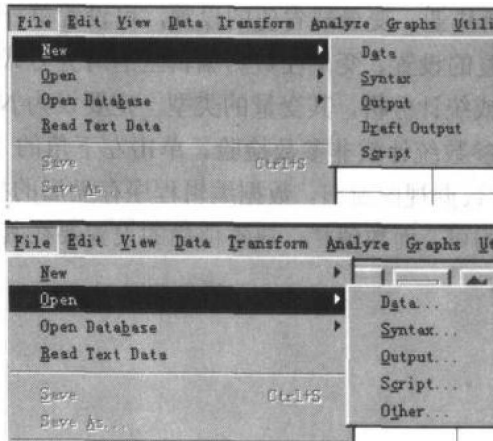 File Edit View Data Transform Analyze Graphs Utili
New
Open
Open Database
Read Text Data
Save Ctrl+S
Save As...
Data
Syntax
Output
Draft Output
Script
File Edit View Data Transform Analyze Graphs Ut
New
Open
Open Database
Read Text Data
Save Ctrl+S
Save As...
Data...
Syntax...
Output...
Script...
Other...